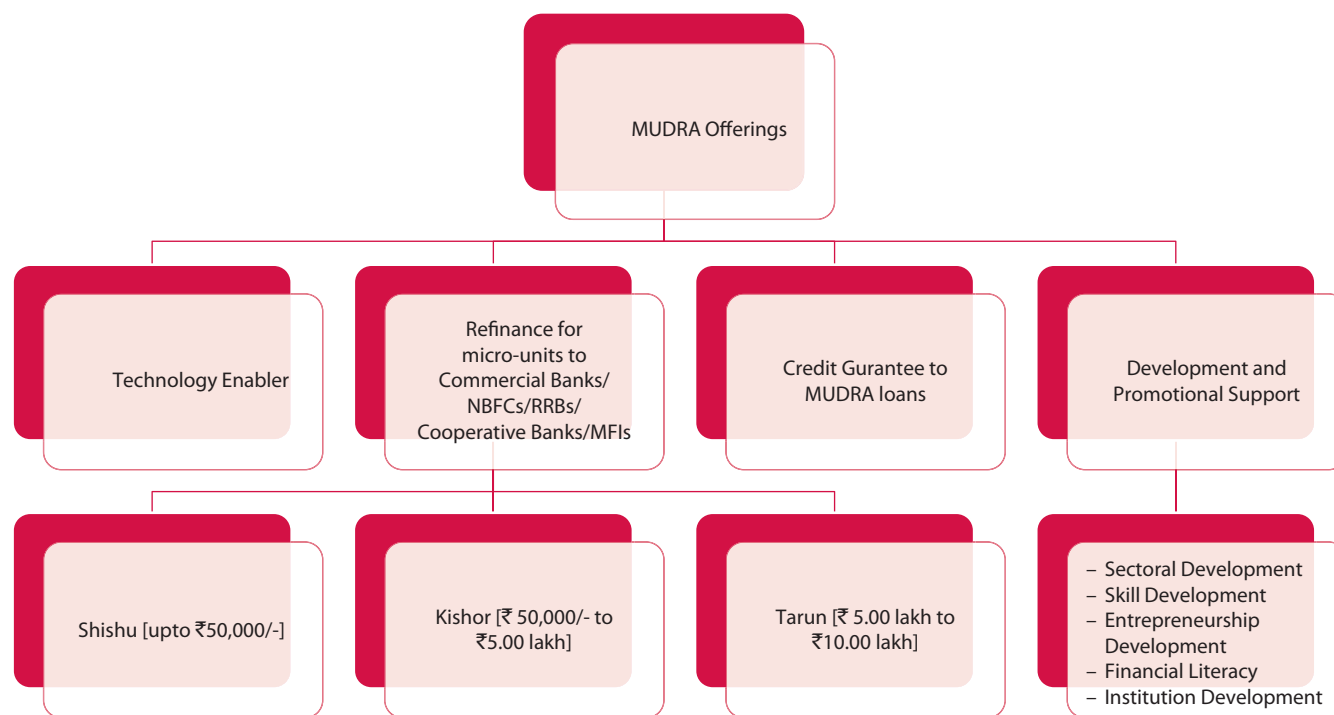 MUDRA Offerings
Technology Enabler
Refinance for
micro-units to
Commercial Banks/
NBFCs/RRBs/
Cooperative Banks/MFIs
Credit Gurantee to
MUDRA loans
Development and
Promotional Support
Shishu [upto ₹50,000/-]
Kishor [₹ 50,000/- to
₹5.00 lakh]
Tarun [₹ 5.00 lakh to
₹10.00 lakh]
– Sectoral Development
– Skill Development
– Entrepreneurship
Development
– Financial Literacy
– Institution Development